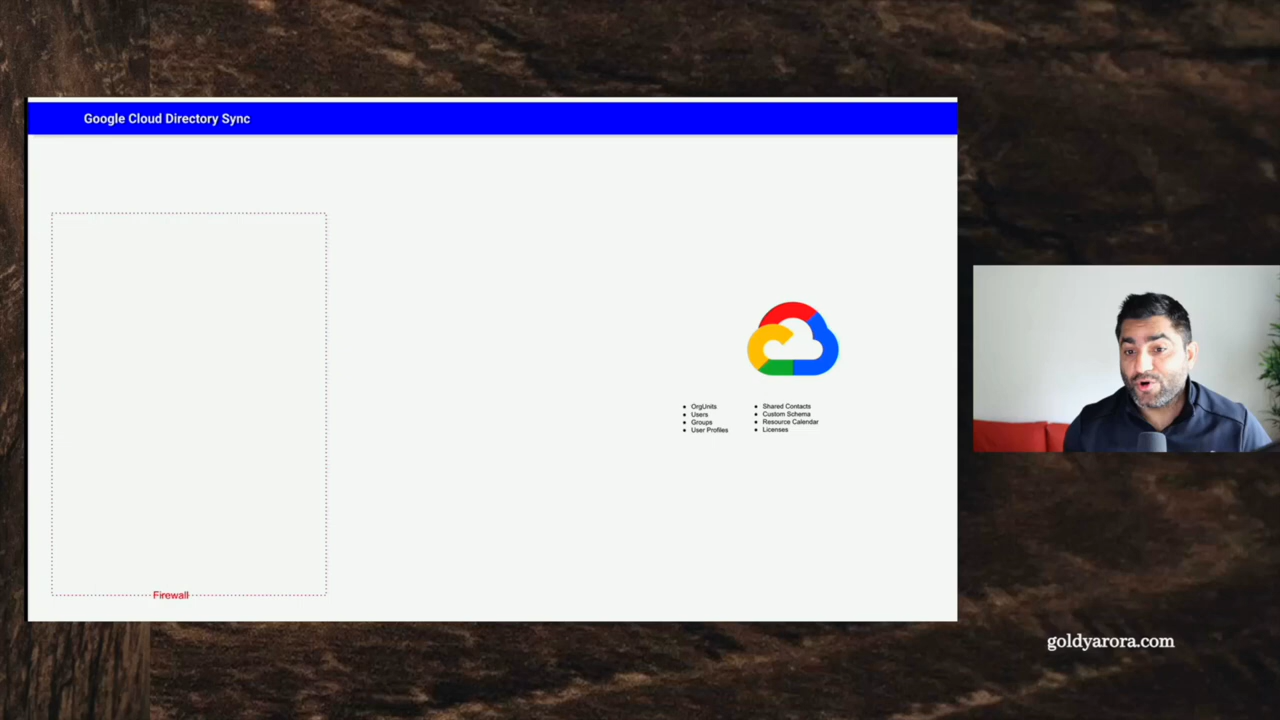 Google Cloud Directory Sync
OrgUnits
Users
Groups
User Profiles
Shared Contacts
Custom Schema
Resource Calendar
Licenses
Firewall
goldyarora.com